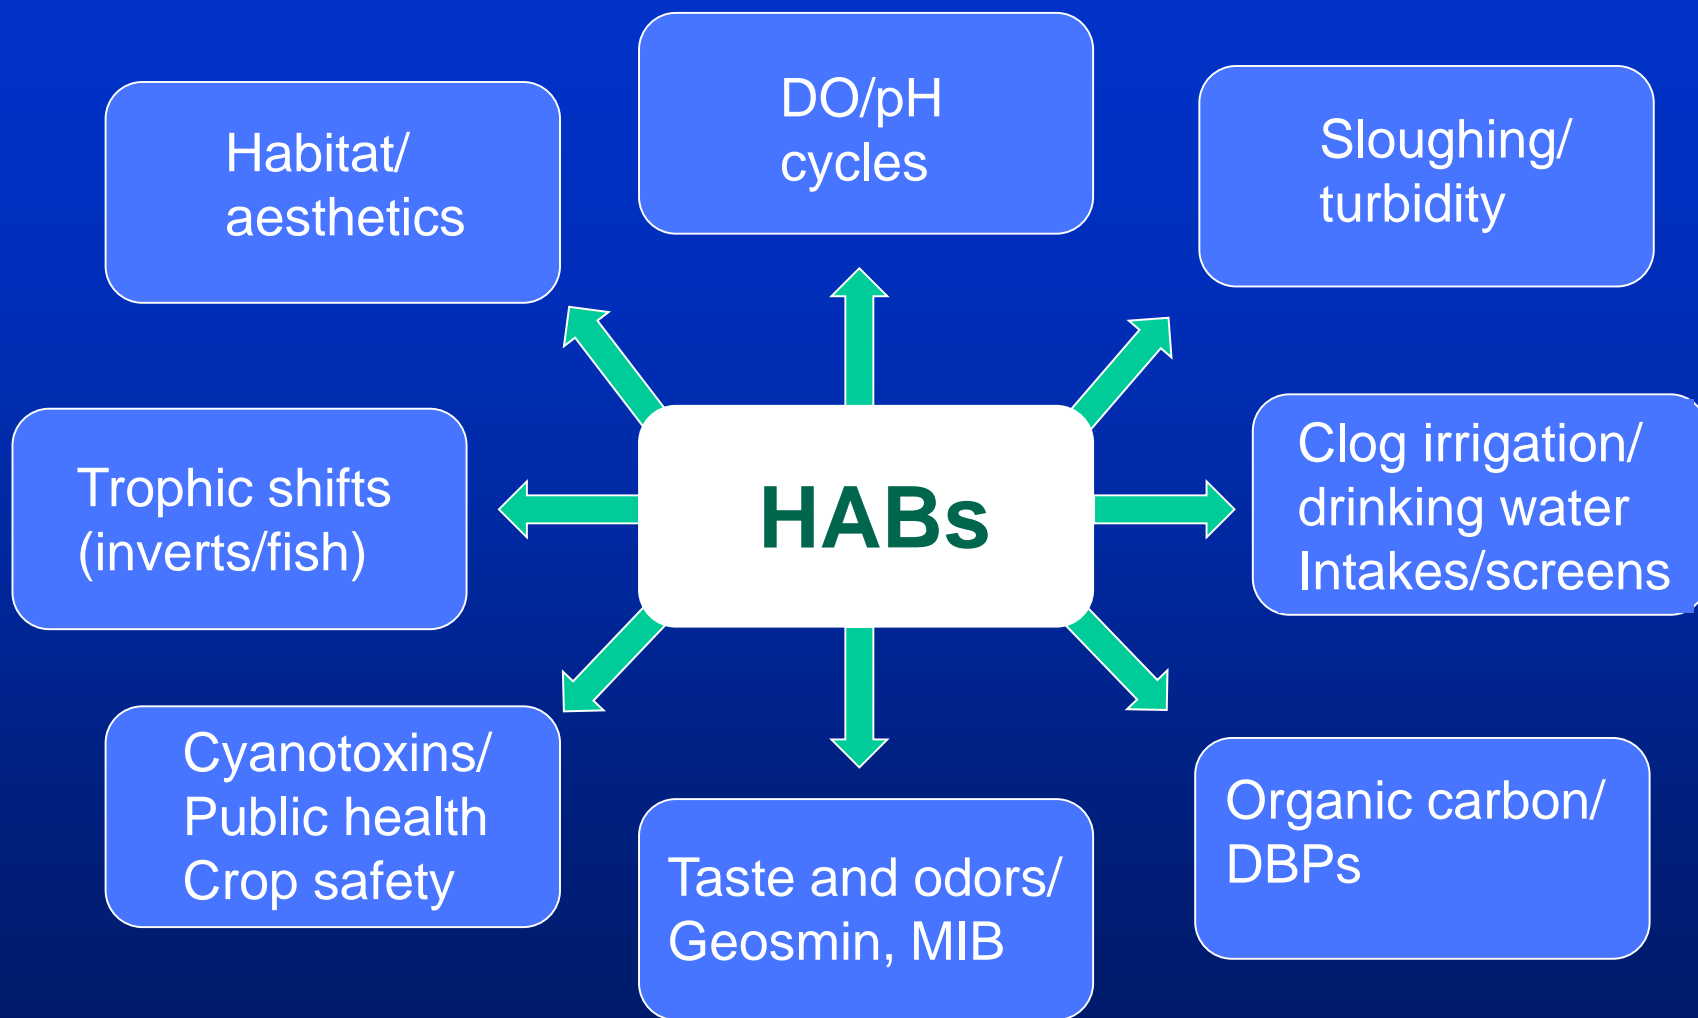 DO/pH
cycles
Habitat/
aesthetics
Sloughing/
turbidity
Trophic shifts
(inverts/fish)
HABs
Clog irrigation/
drinking water
Intakes/screens
Cyanotoxins/
Public health
Crop safety
Taste and odors/
Geosmin, MIB
Organic carbon/
DBPs